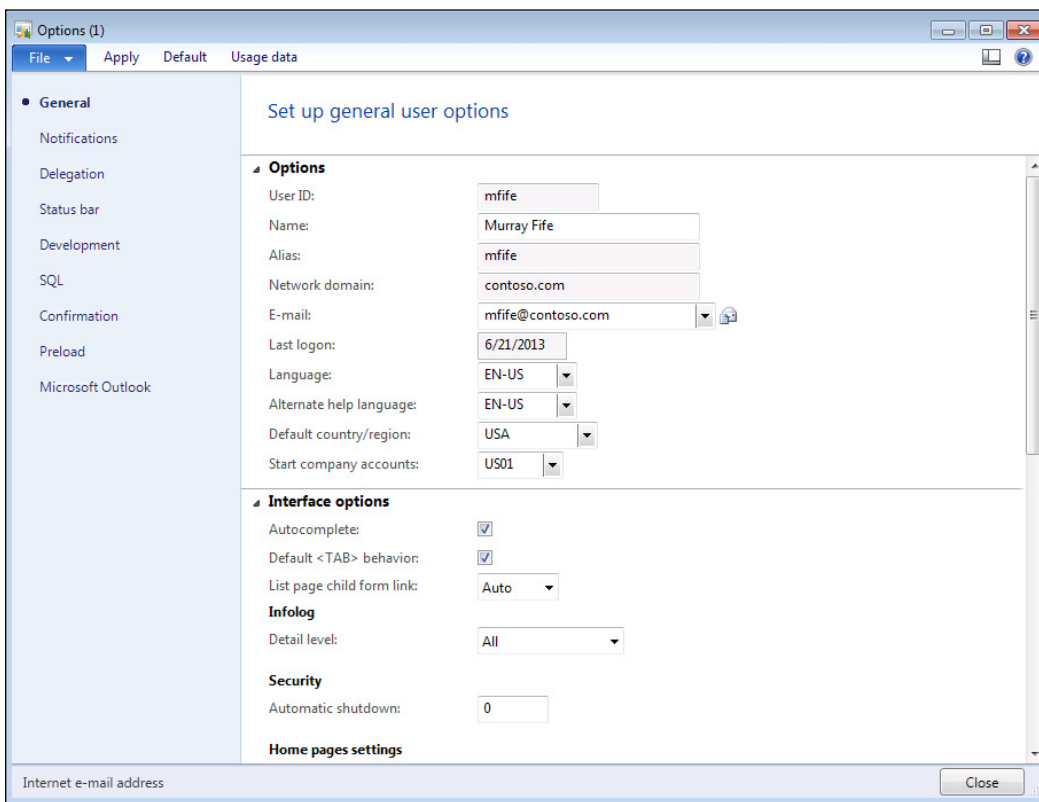 Options (1)
File Apply Default Usage data
General
Notifications
Delegation
Status bar
Development
SQL
Confirmation
Preload
Microsoft Outlook
Set up general user options
Options
User ID: mfife
Name: Murray Fife
Alias: mfife
Network domain: contoso.com
E-mail: mfife@contoso.com
Last logon: 6/21/2013
Language: EN-US
Alternate help language: EN-US
Default country/region: USA
Start company accounts: US01
Interface options
Autocomplete:
Default <TAB> behavior:
List page child form link: Auto
Infolog
Detail level: All
Security
Automatic shutdown: 0
Home pages settings
Internet e-mail address
Close